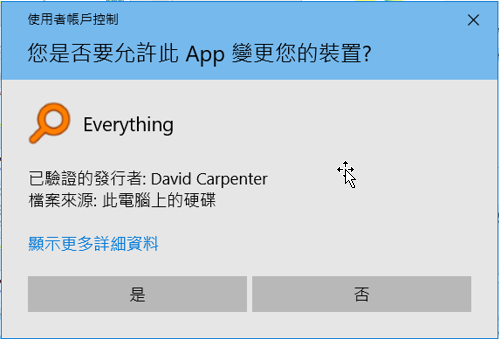 使用者帳戶控制
您是否要允許此 App 變更您的裝置?
Everything
已驗證的發行者: David Carpenter
檔案來源: 此電腦上的硬碟
顯示更多詳細資料
是
否